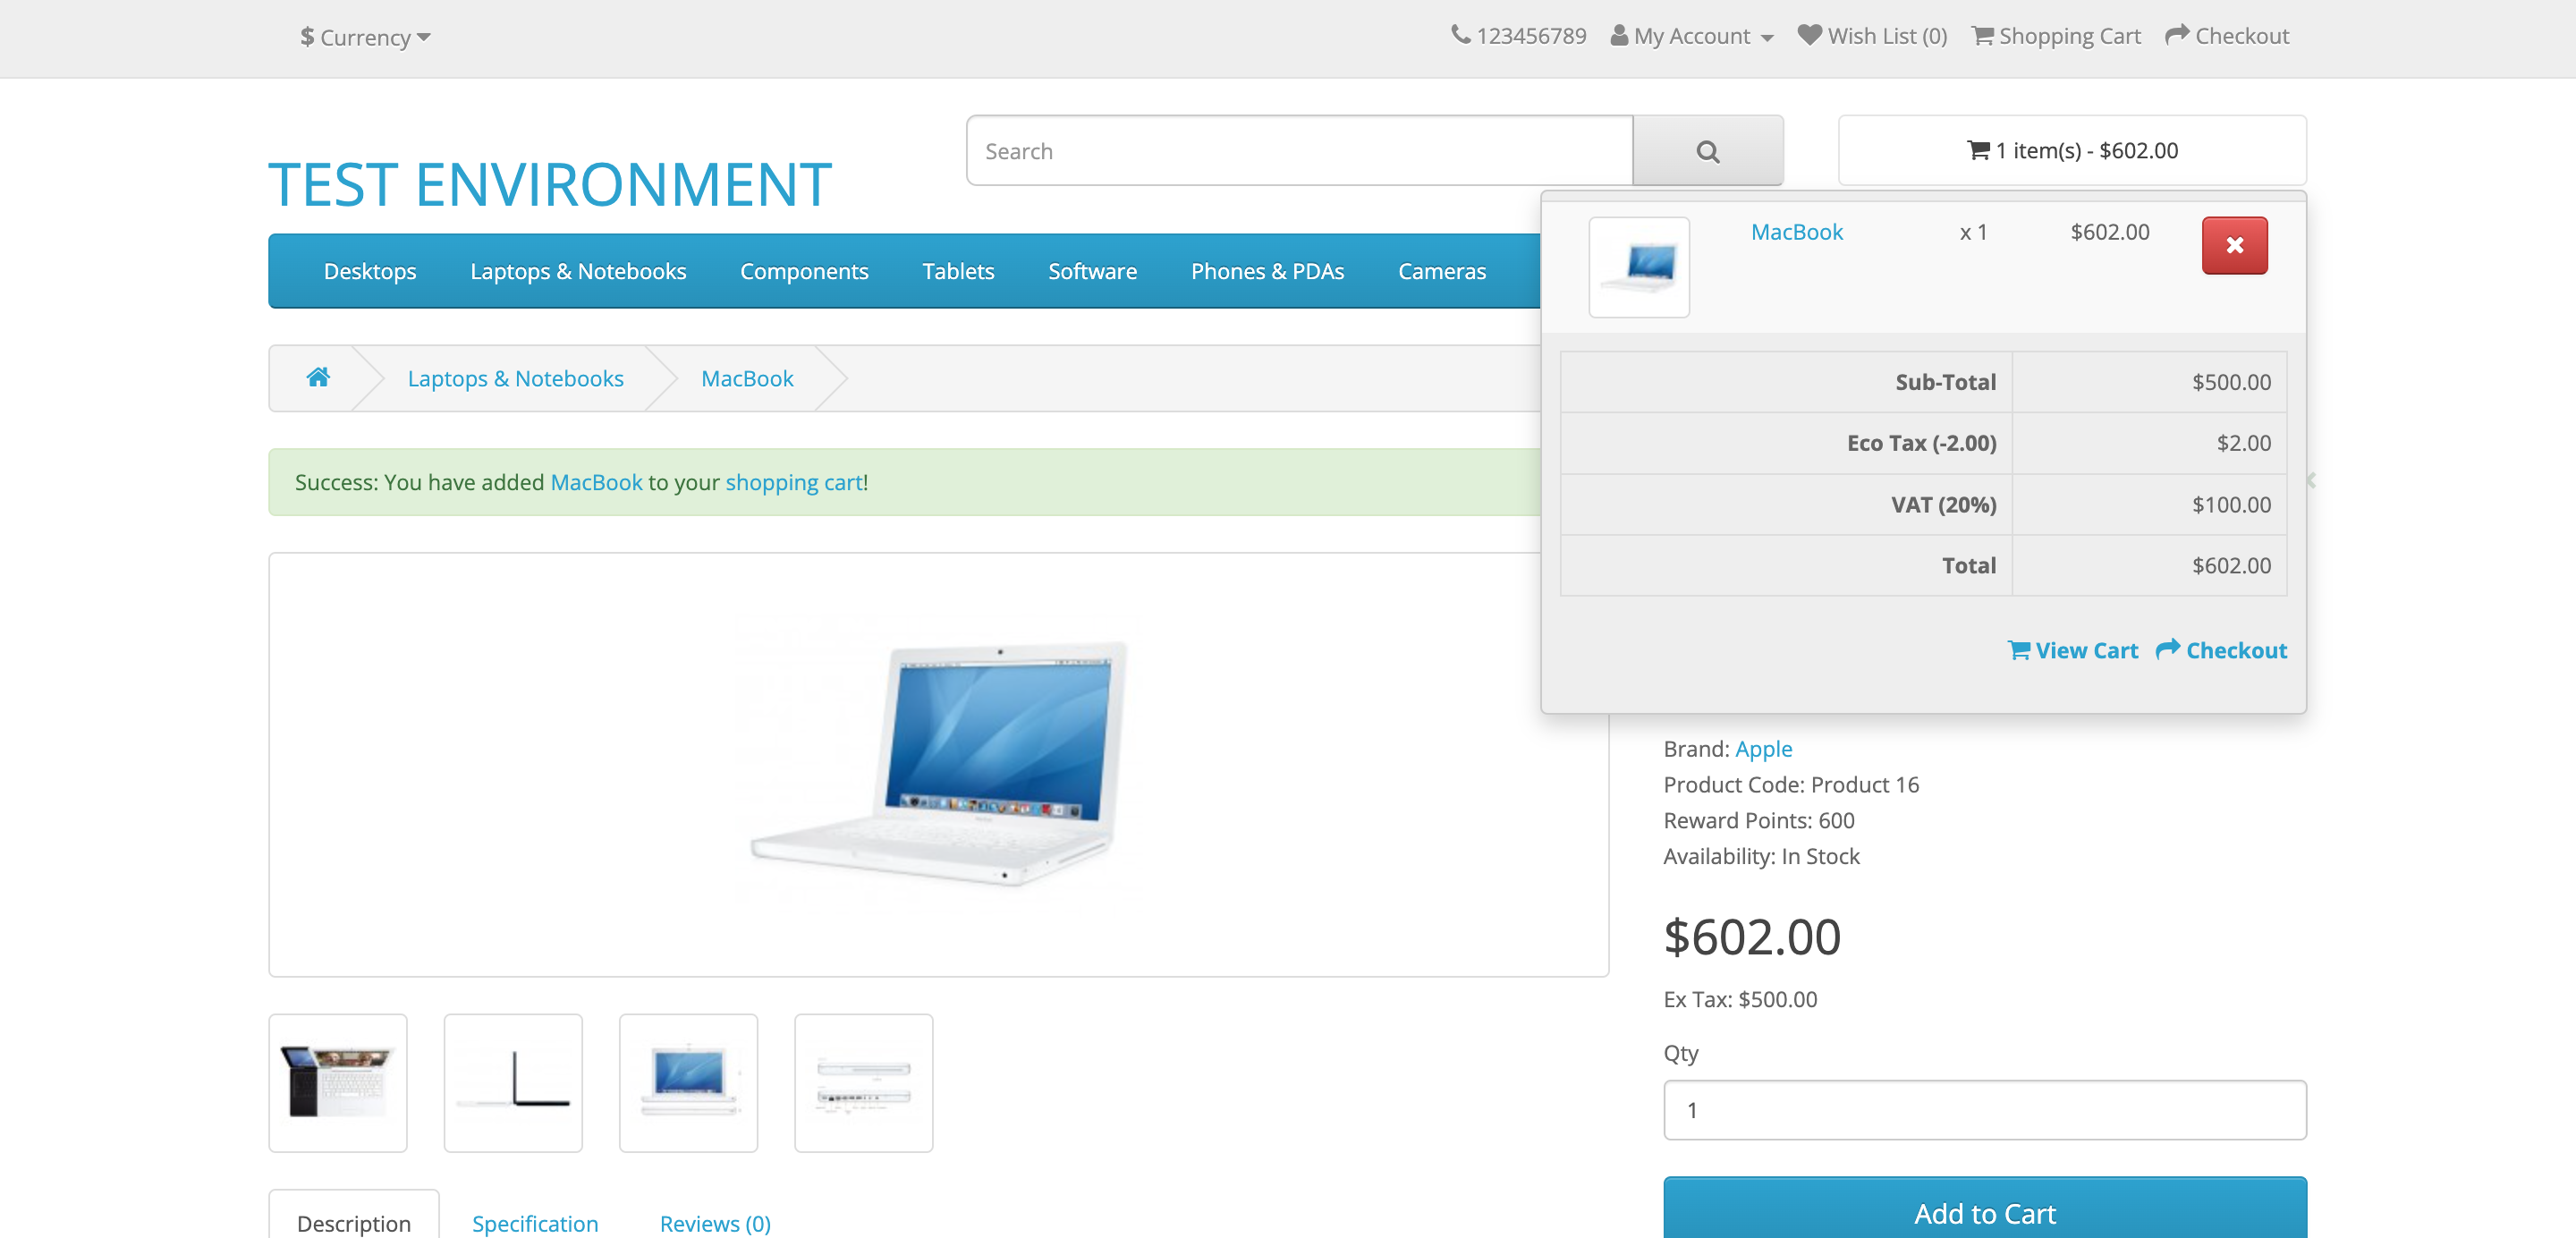 $ Currency
123456789 My Account Wish List (0) Shopping Cart Checkout
TEST ENVIRONMENT
Search
1 item(s) - $602.00
Desktops Laptops & Notebooks Components Tablets Software Phones & PDAs Cameras
MacBook x 1 $602.00
Sub-Total $500.00
Eco Tax (-2.00) $2.00
VAT (20%) $100.00
Total $602.00
View Cart Checkout
Laptops & Notebooks MacBook
Success: You have added MacBook to your shopping cart!
Brand: Apple
Product Code: Product 16
Reward Points: 600
Availability: In Stock
$602.00
Ex Tax: $500.00
Qty
1
Add to Cart
Description Specification Reviews (0)